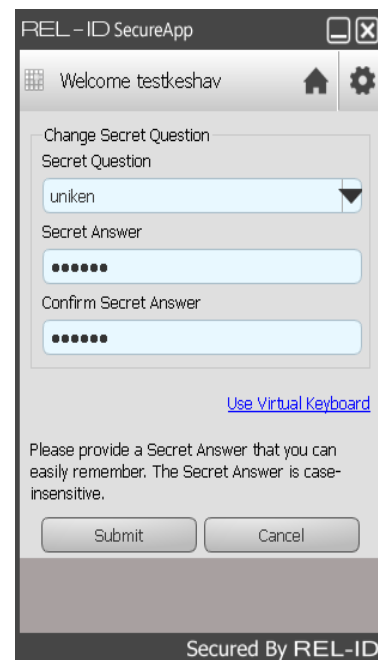 REL-ID SecureApp
Welcome testkeshav
Change Secret Question
Secret Question
uniken
Secret Answer
••••••
Confirm Secret Answer
••••••
Use Virtual Keyboard
Please provide a Secret Answer that you can
easily remember. The Secret Answer is case-
insensitive.
Submit Cancel
Secured By REL-ID